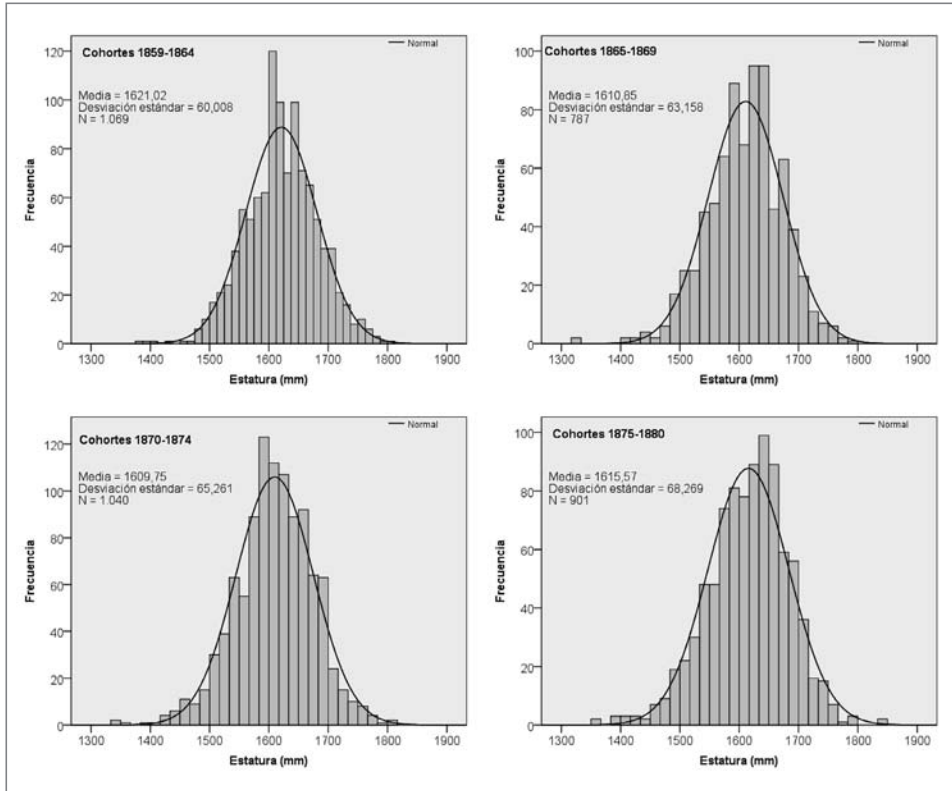 Cohortes 1859-1864
Normal
Media = 1621,02
Desviación estándar = 60,008
N = 1.069
Frecuencia
120
100
80
60
40
20
0
1300 1400 1500 1600 1700 1800 1900
Estatura (mm)
Cohortes 1865-1869
Normal
Media = 1610,85
Desviación estándar = 63,158
N = 787
Frecuencia
100
80
60
40
20
0
1300 1400 1500 1600 1700 1800 1900
Estatura (mm)
Cohortes 1870-1874
Normal
Media = 1609,75
Desviación estándar = 65,261
N = 1.040
Frecuencia
120
100
80
60
40
20
0
1300 1400 1500 1600 1700 1800 1900
Estatura (mm)
Cohortes 1875-1880
Normal
Media = 1615,57
Desviación estándar = 68,269
N = 901
Frecuencia
100
80
60
40
20
0
1300 1400 1500 1600 1700 1800 1900
Estatura (mm)